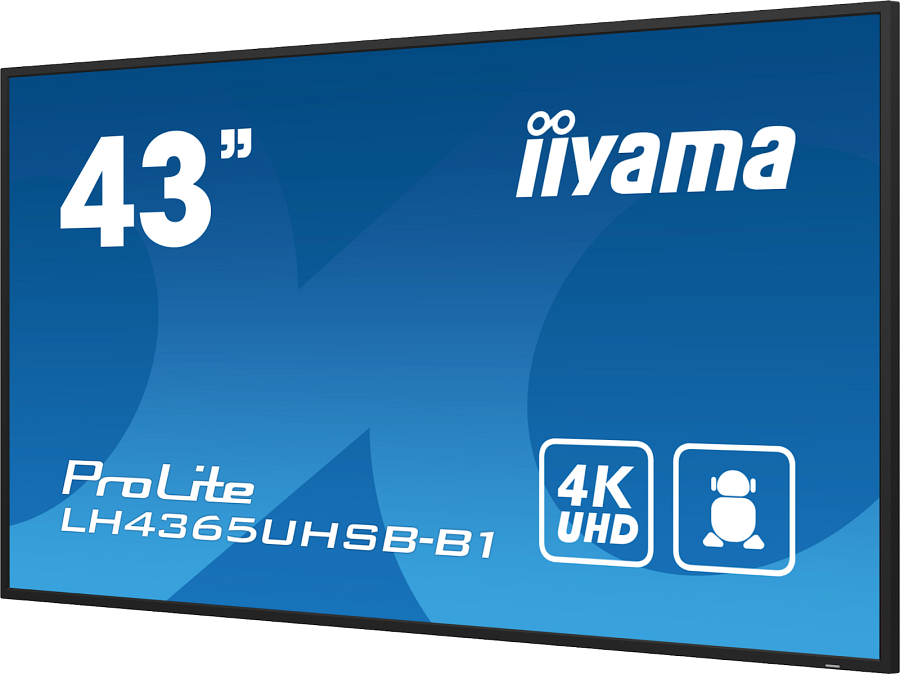 43”
iiyama
ProLite
LH4365UHSB-B1
4K
UHD